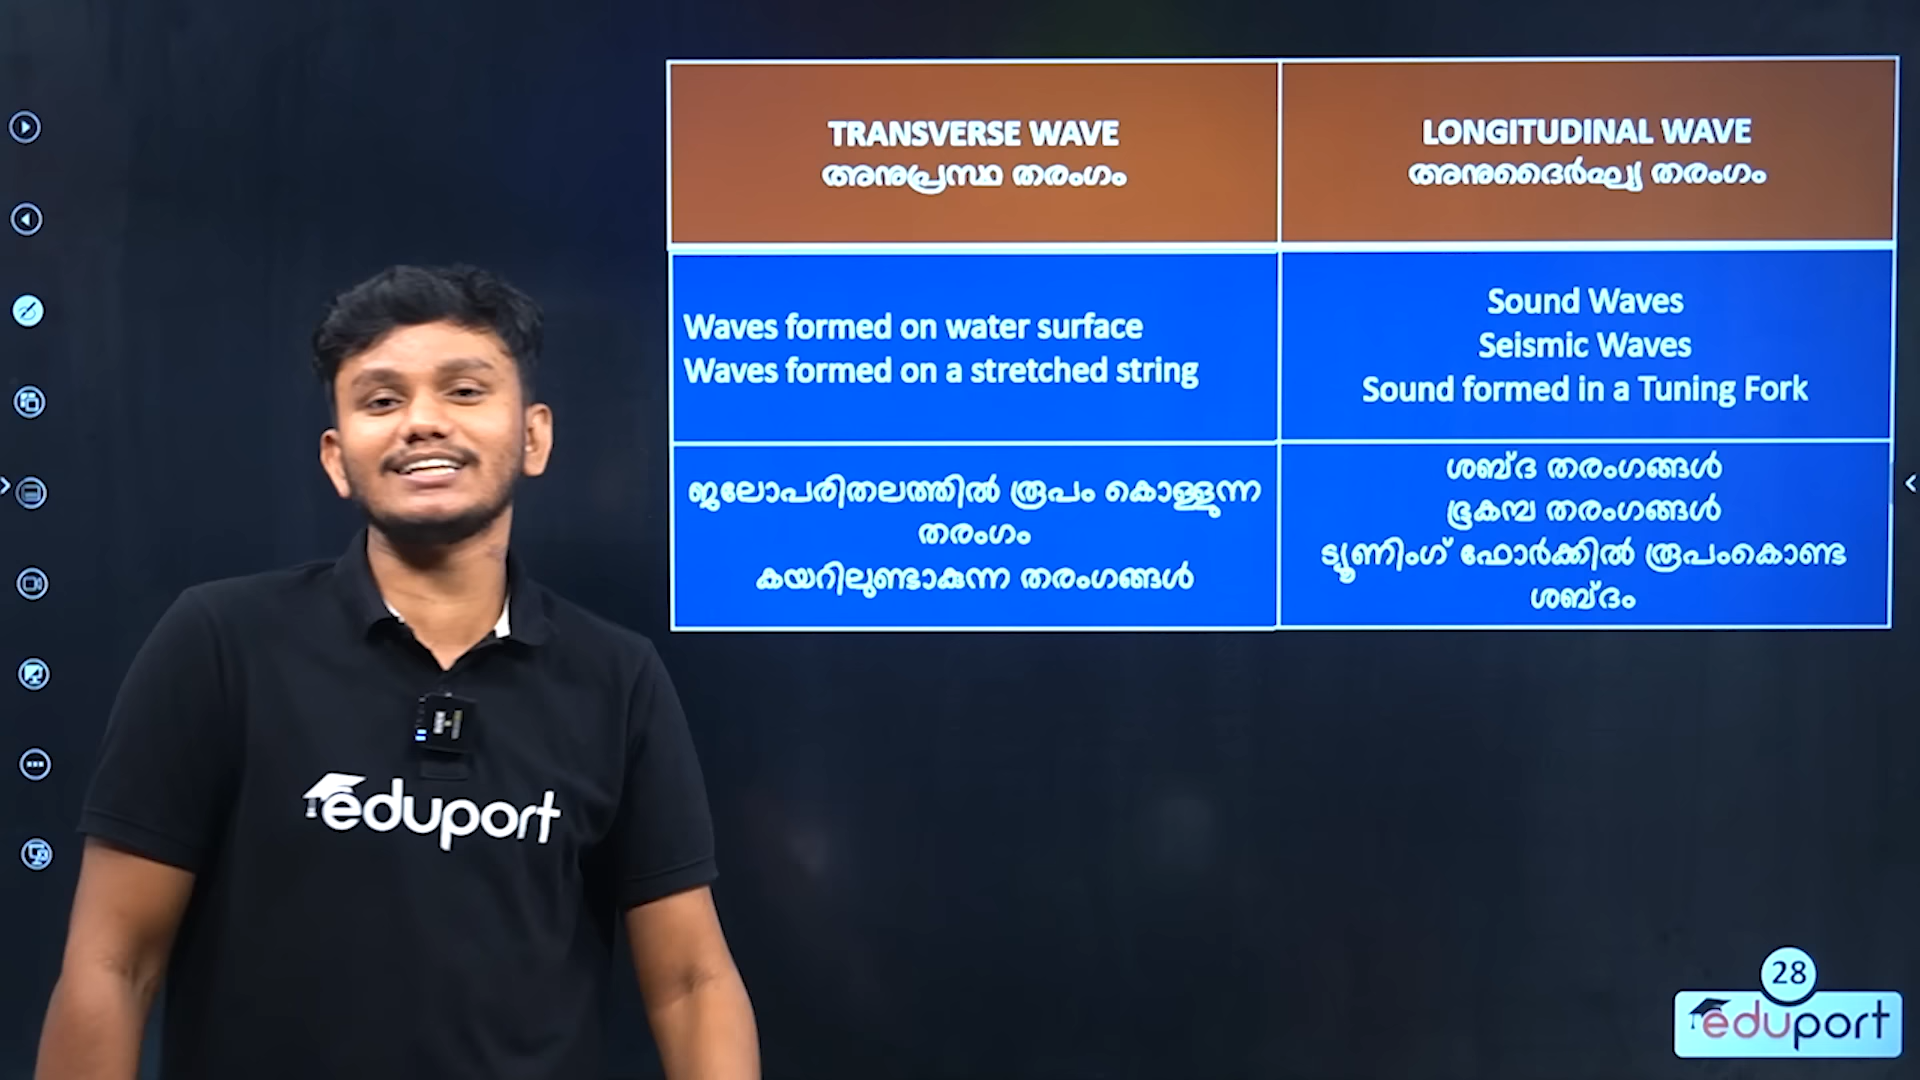 TRANSVERSE WAVE
അനുപ്രസ്ഥ തരംഗം
LONGITUDINAL WAVE
അനുദൈർഘ്യ തരംഗം
Waves formed on water surface
Waves formed on a stretched string
Sound Waves
Seismic Waves
Sound formed in a Tuning Fork
ജലോപരിതലത്തിൽ രൂപം കൊള്ളുന്ന
തരംഗം
കയറിലുണ്ടാകുന്ന തരംഗങ്ങൾ
ശബ്ദ തരംഗങ്ങൾ
ഭൂകമ്പ തരംഗങ്ങൾ
ട്യൂണിംഗ് ഫോർക്കിൽ രൂപംകൊണ്ട
ശബ്ദം
eduport
28
eduport